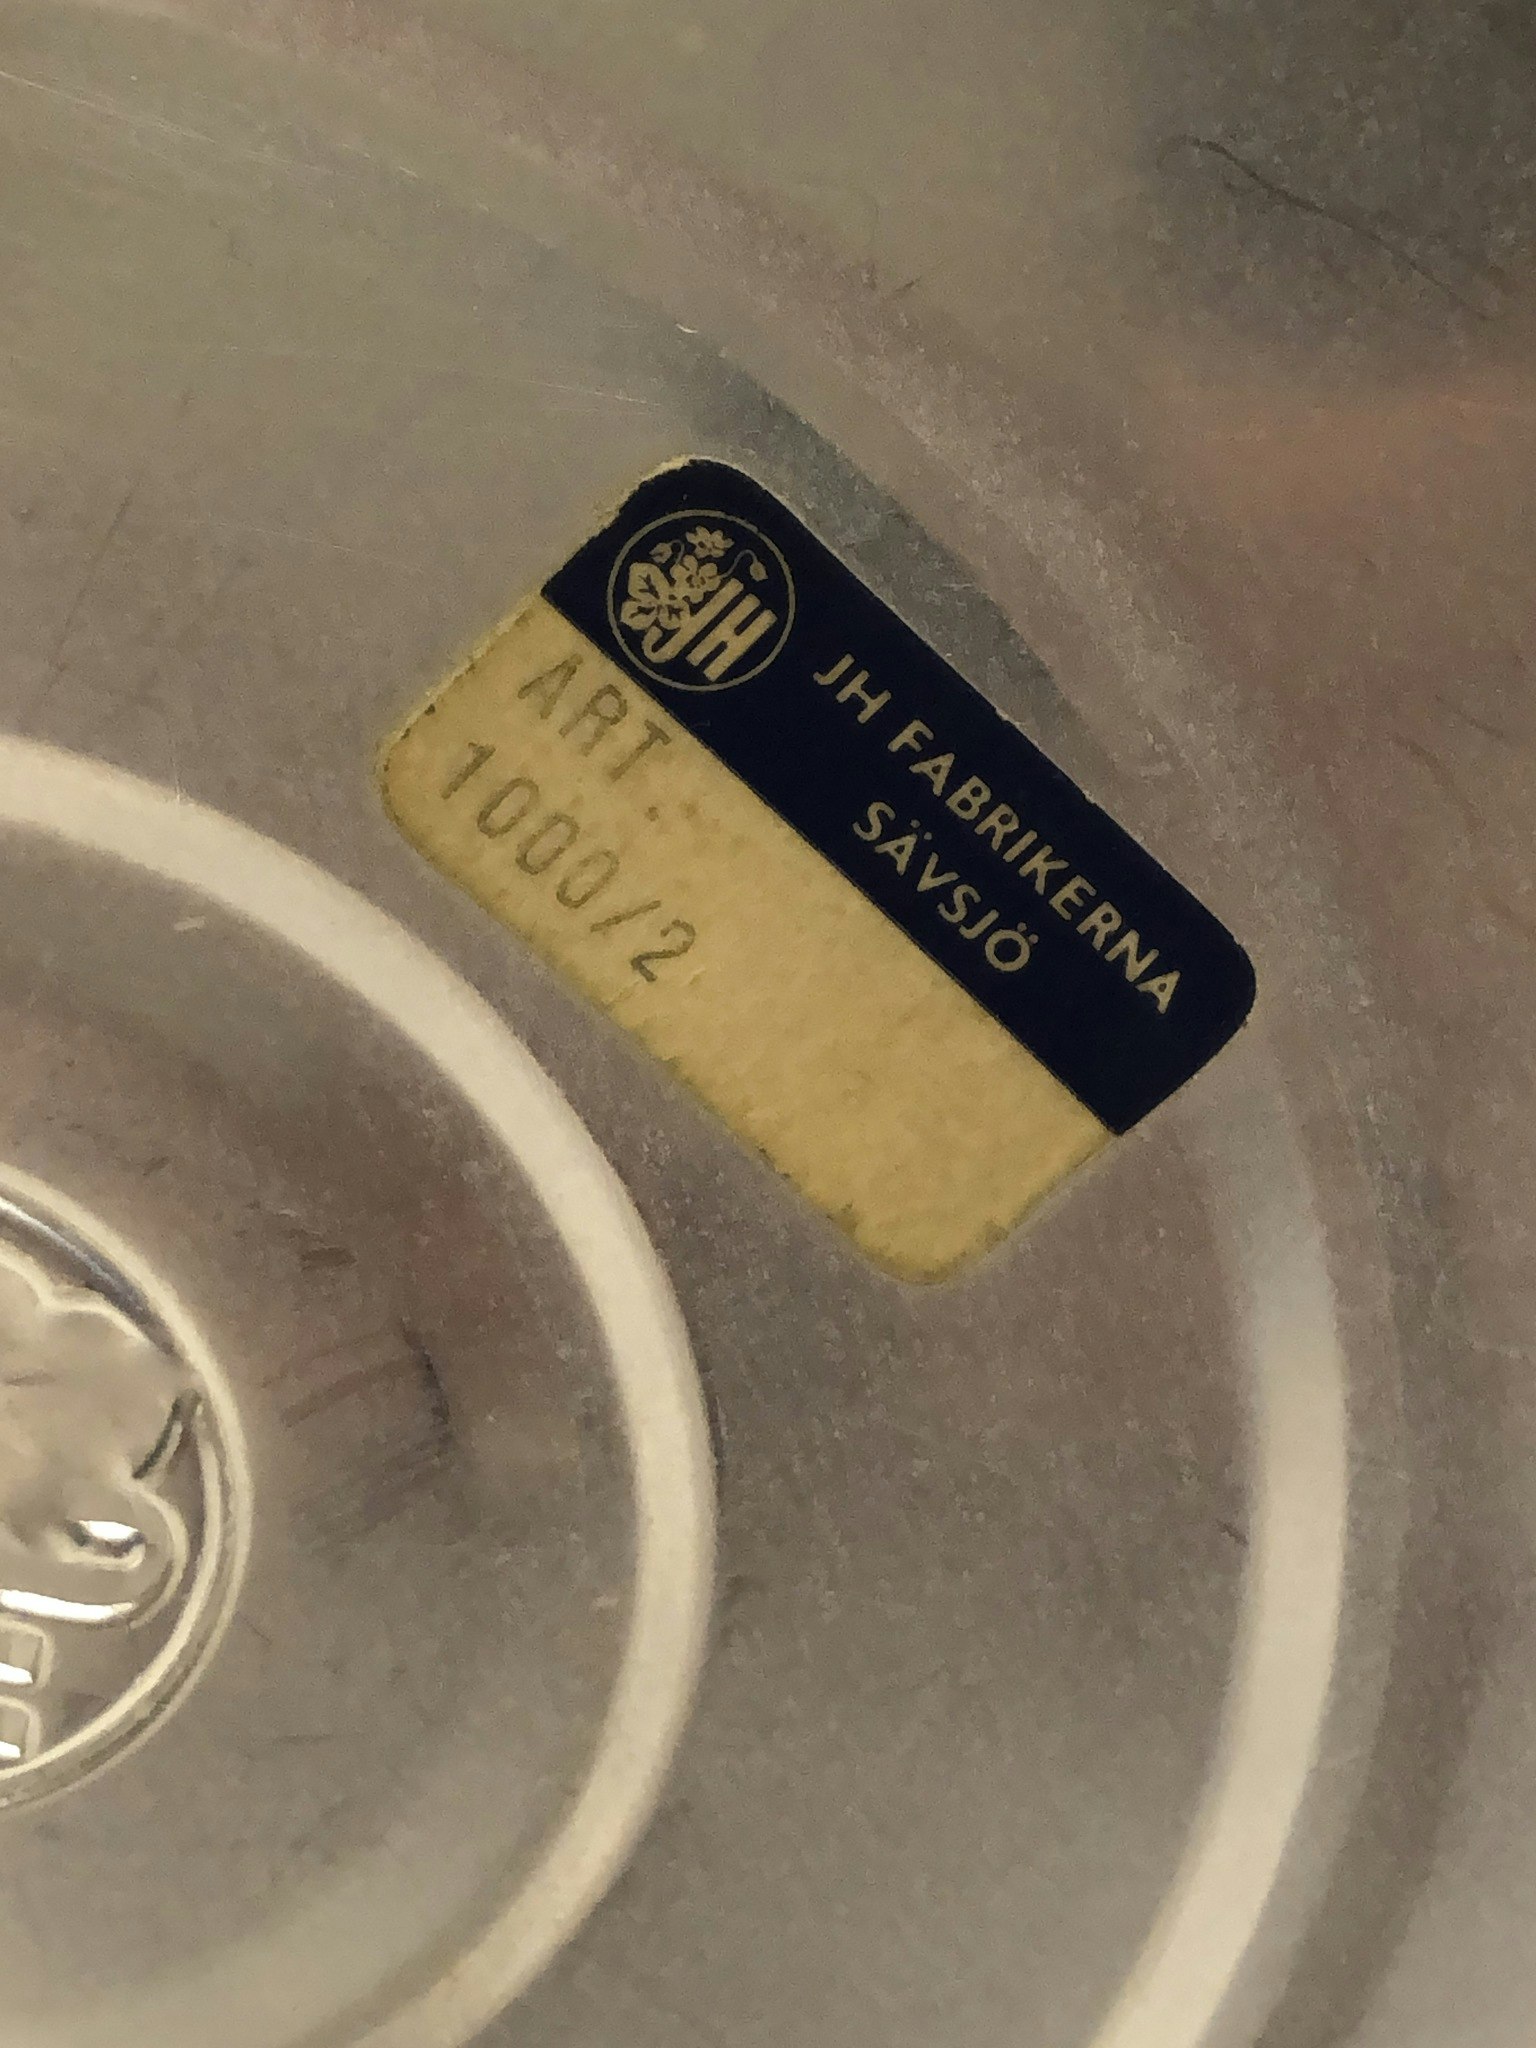 JH
JH FABRIKERNA
SÄVSJÖ
ART.
1000/2